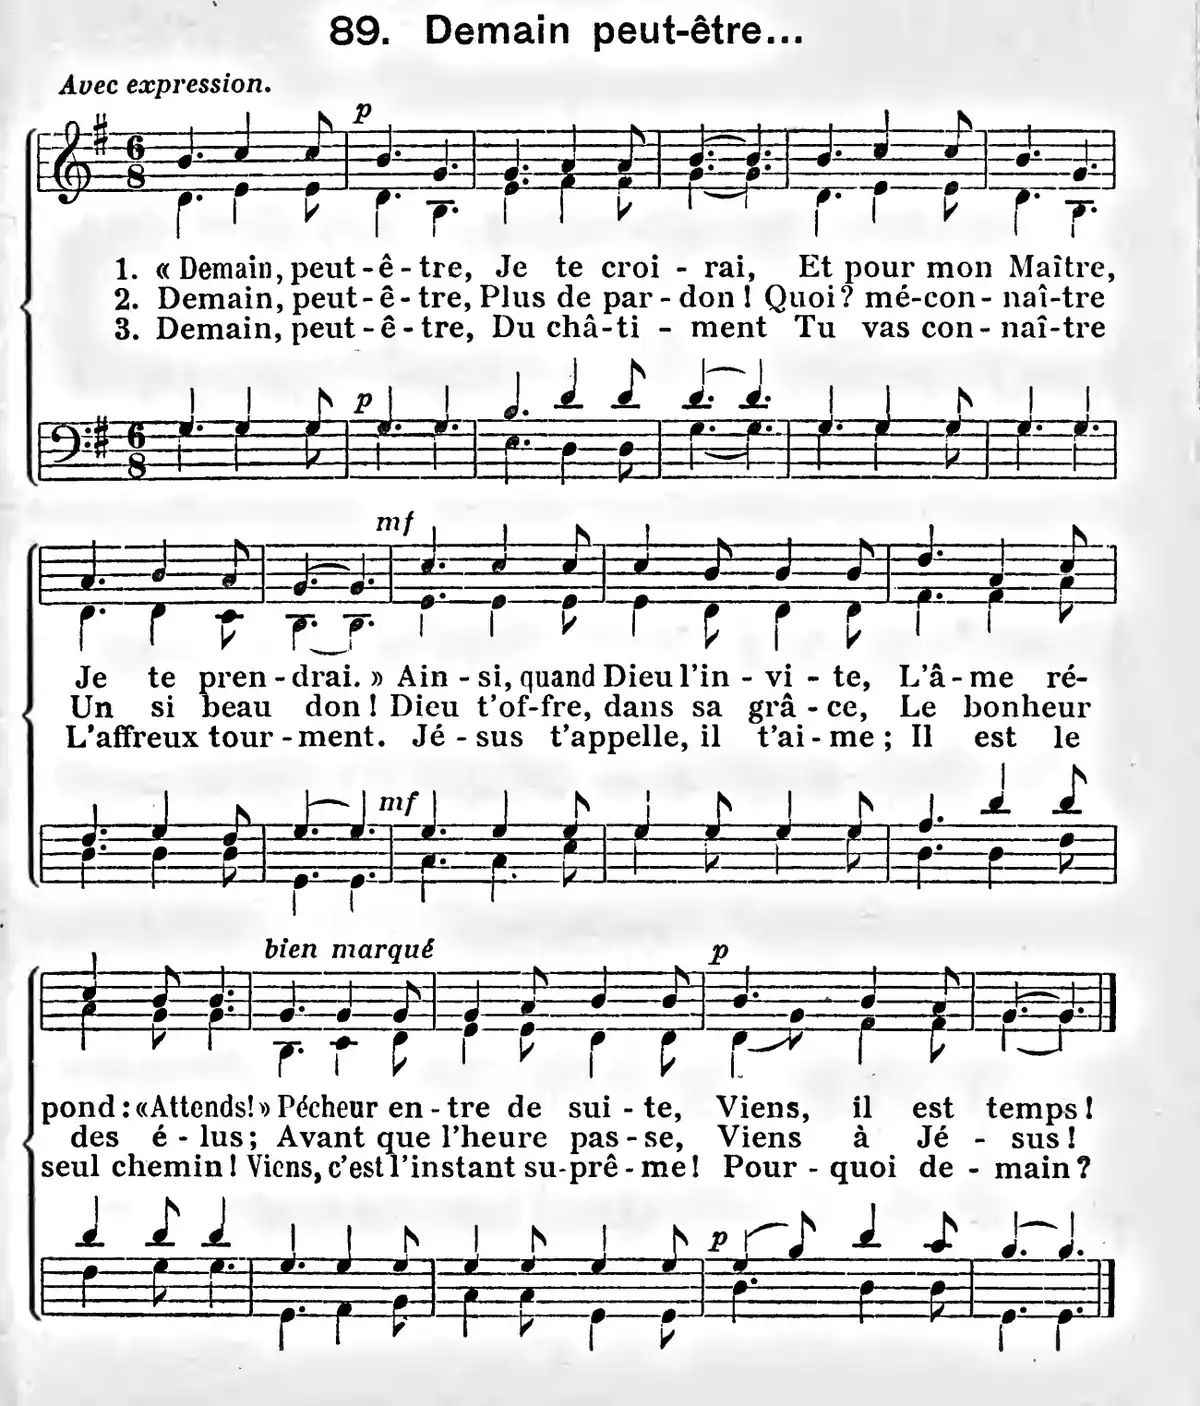 89. Demain peut-être...
Avec expression.
p
1. « Demain, peut-ê-tre, Je te croi - rai, Et pour mon Maître,
2. Demain, peut-ê-tre, Plus de par-don ! Quoi? mé-con-naî-tre
3. Demain, peut-ê-tre, Du châ-ti - ment Tu vas con-naî-tre
p
mf
Je te pren-drai. » Ain-si, quand Dieu l'in - vi - te, L'â-me ré-
Un si beau don ! Dieu t'of-fre, dans sa grâ-ce, Le bonheur
L'affreux tour-ment. Jé-sus t'appelle, il t'ai-me ; Il est le
mf
bien marqué p
pond : «Attends!» Pécheur en-tre de sui-te, Viens, il est temps !
des é-lus ; Avant que l'heure pas-se, Viens à Jé - sus !
seul chemin ! Viens, c'est l'instant su-prê-me! Pour-quoi de-main ?
p